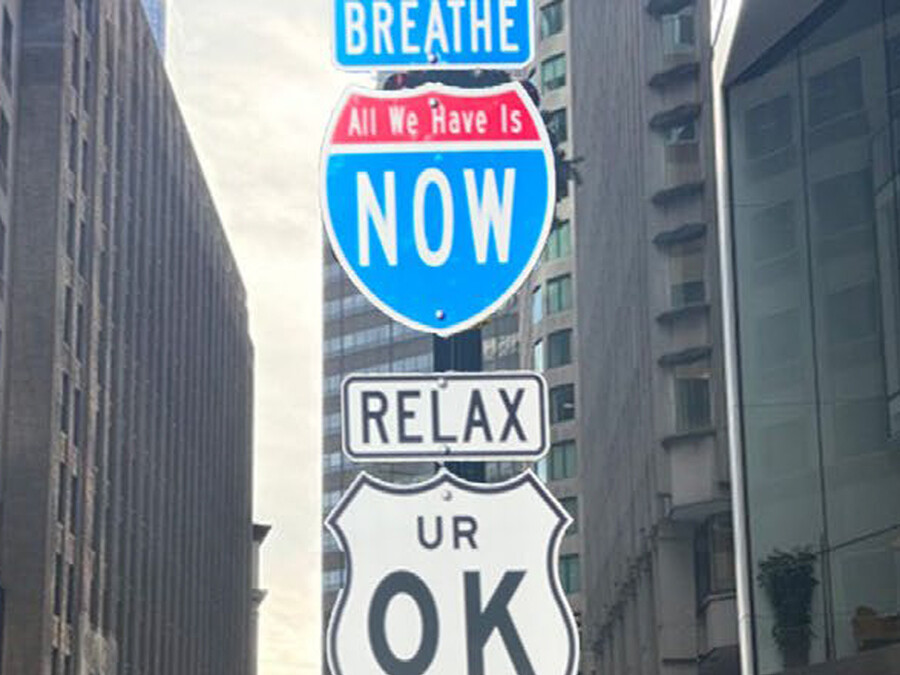 BREATHE
All We Have Is
NOW
RELAX
UR
OK